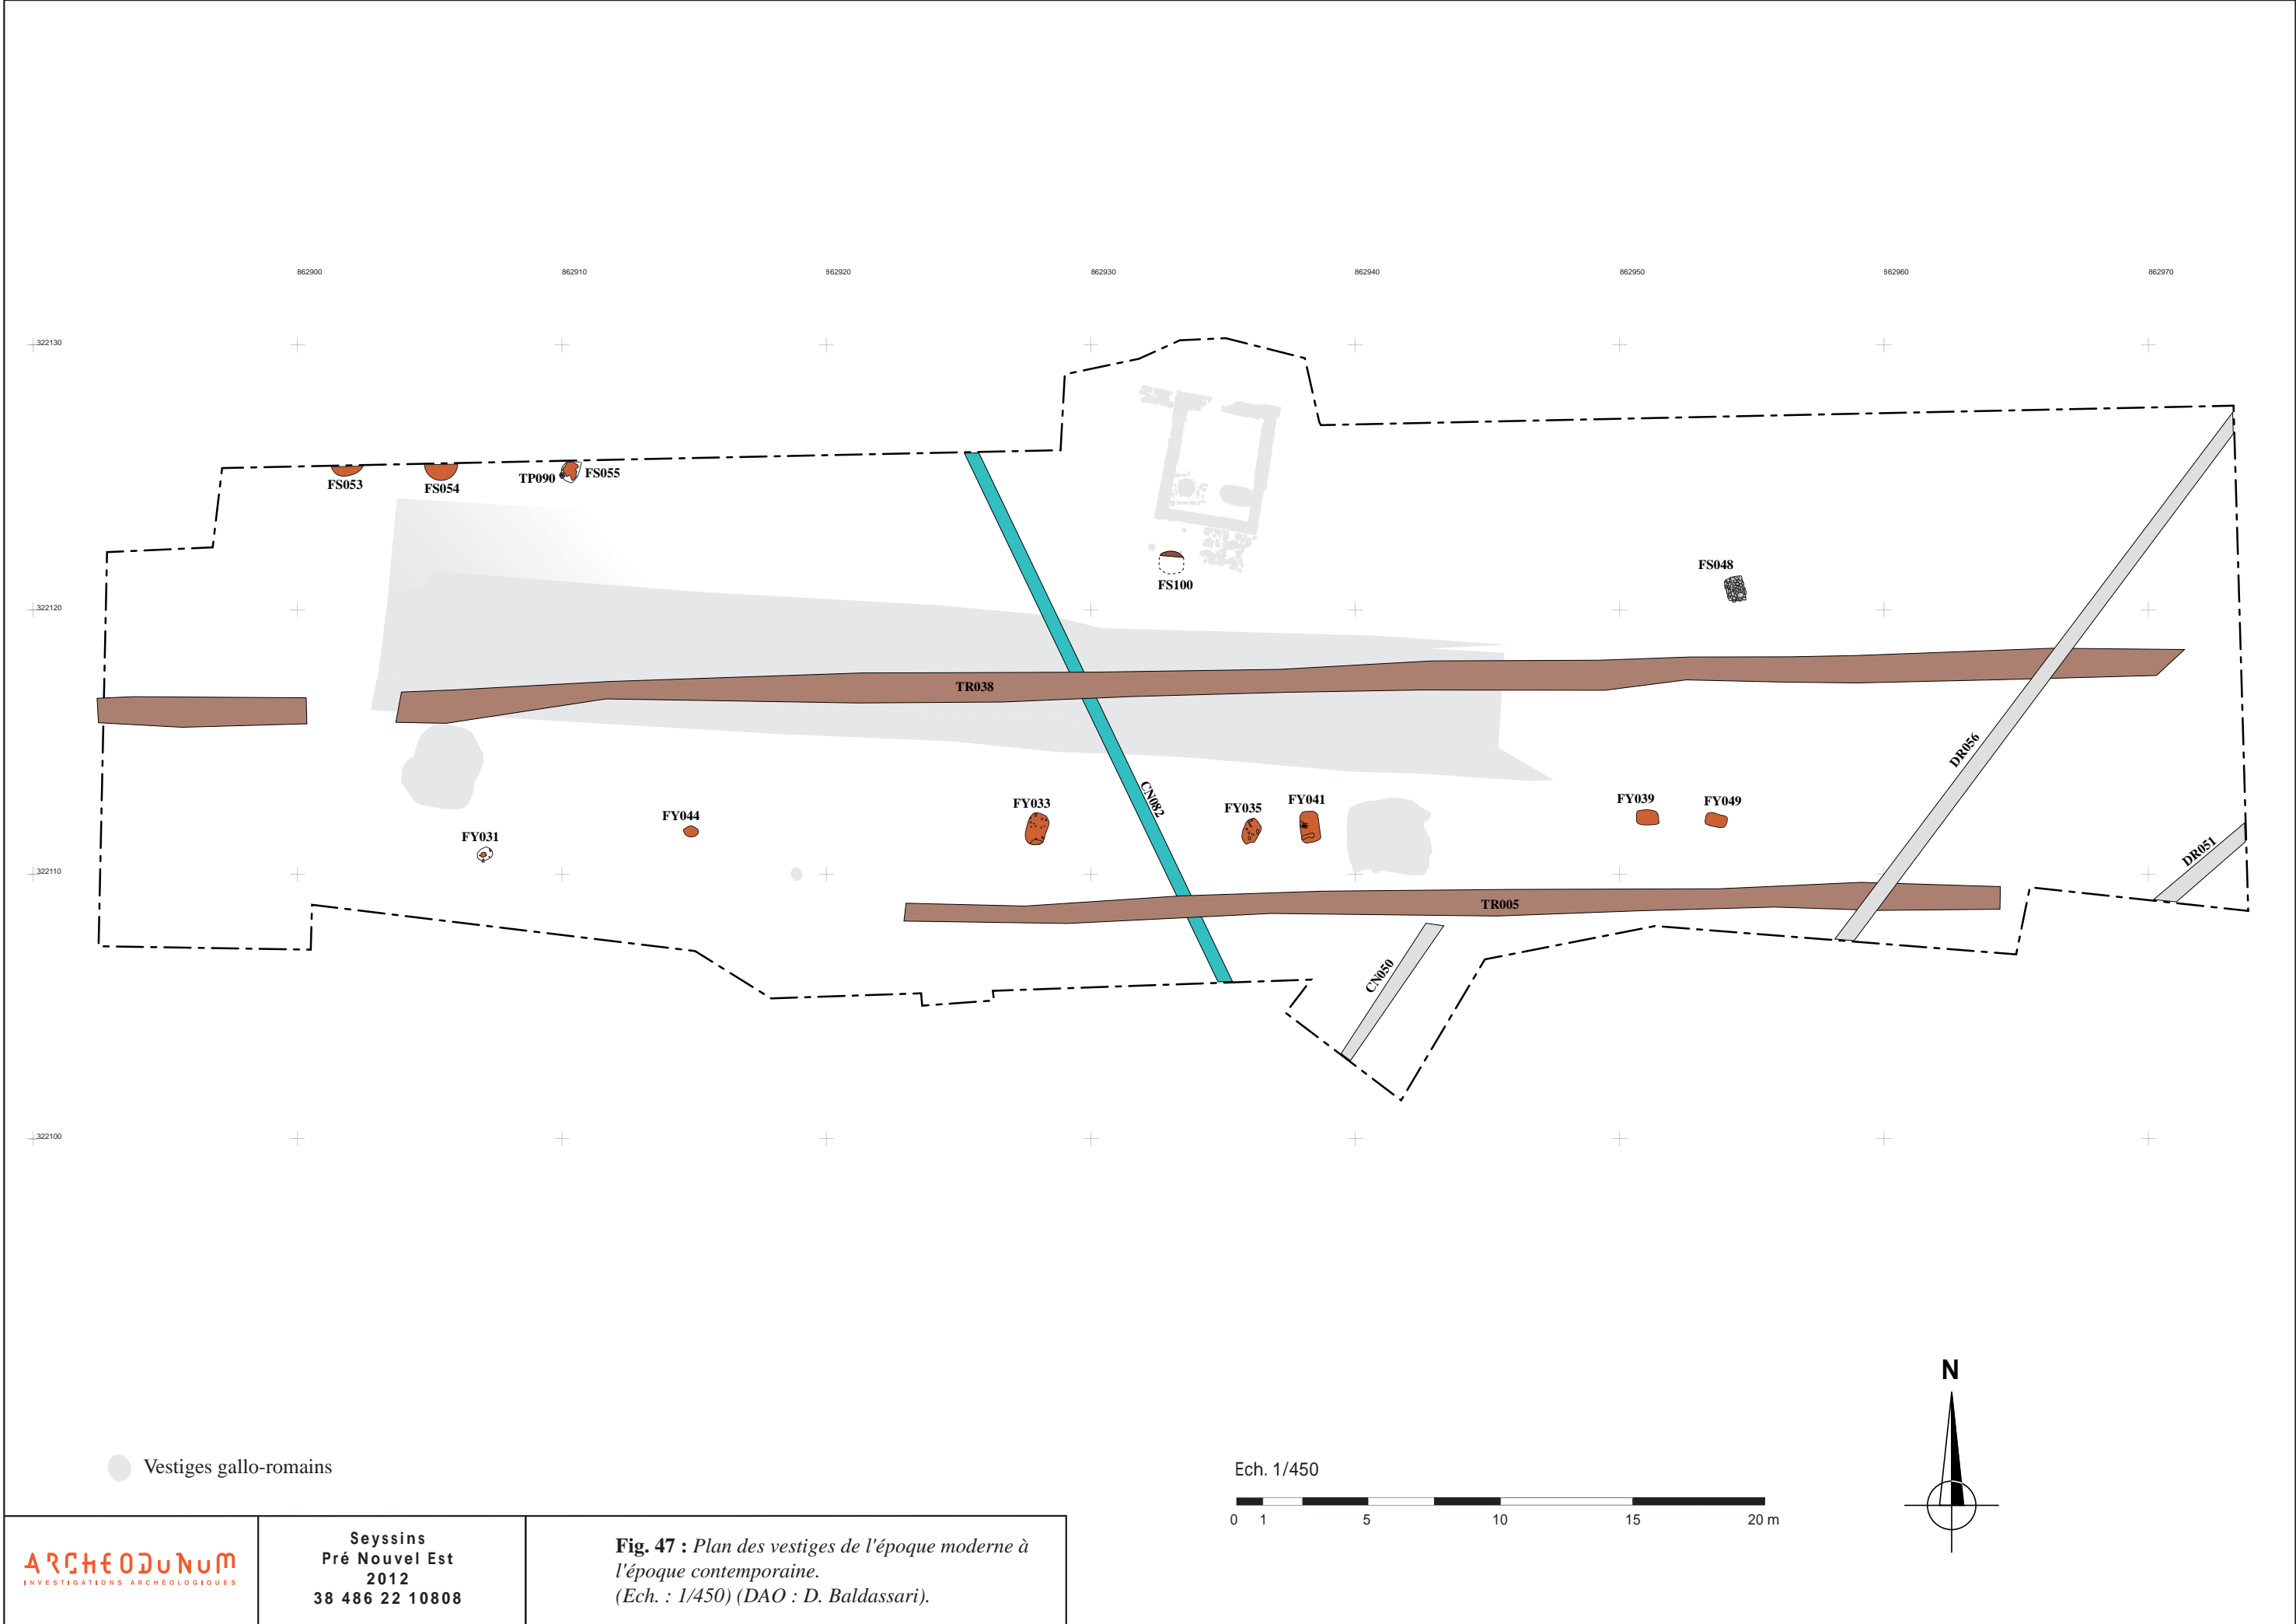 862900 862910 862920 862930 862940 862950 862960 862970
322130
FS053
FS054
TP090
FS055
322120
FS100
FS048
TR038
DR056
CN082
FY031
FY044
FY033
FY035
FY041
FY039
FY049
DR051
322110
TR005
CN050
322100
N
Vestiges gallo-romains
Ech. 1/450
0 1 5 10 15 20 m
ARCHEODUNUM
INVESTIGATIONS ARCHEOLOGIQUES
Seyssins
Pré Nouvel Est
2012
38 486 22 10808
Fig. 47 : Plan des vestiges de l'époque moderne à
l'époque contemporaine.
(Ech. : 1/450) (DAO : D. Baldassari).